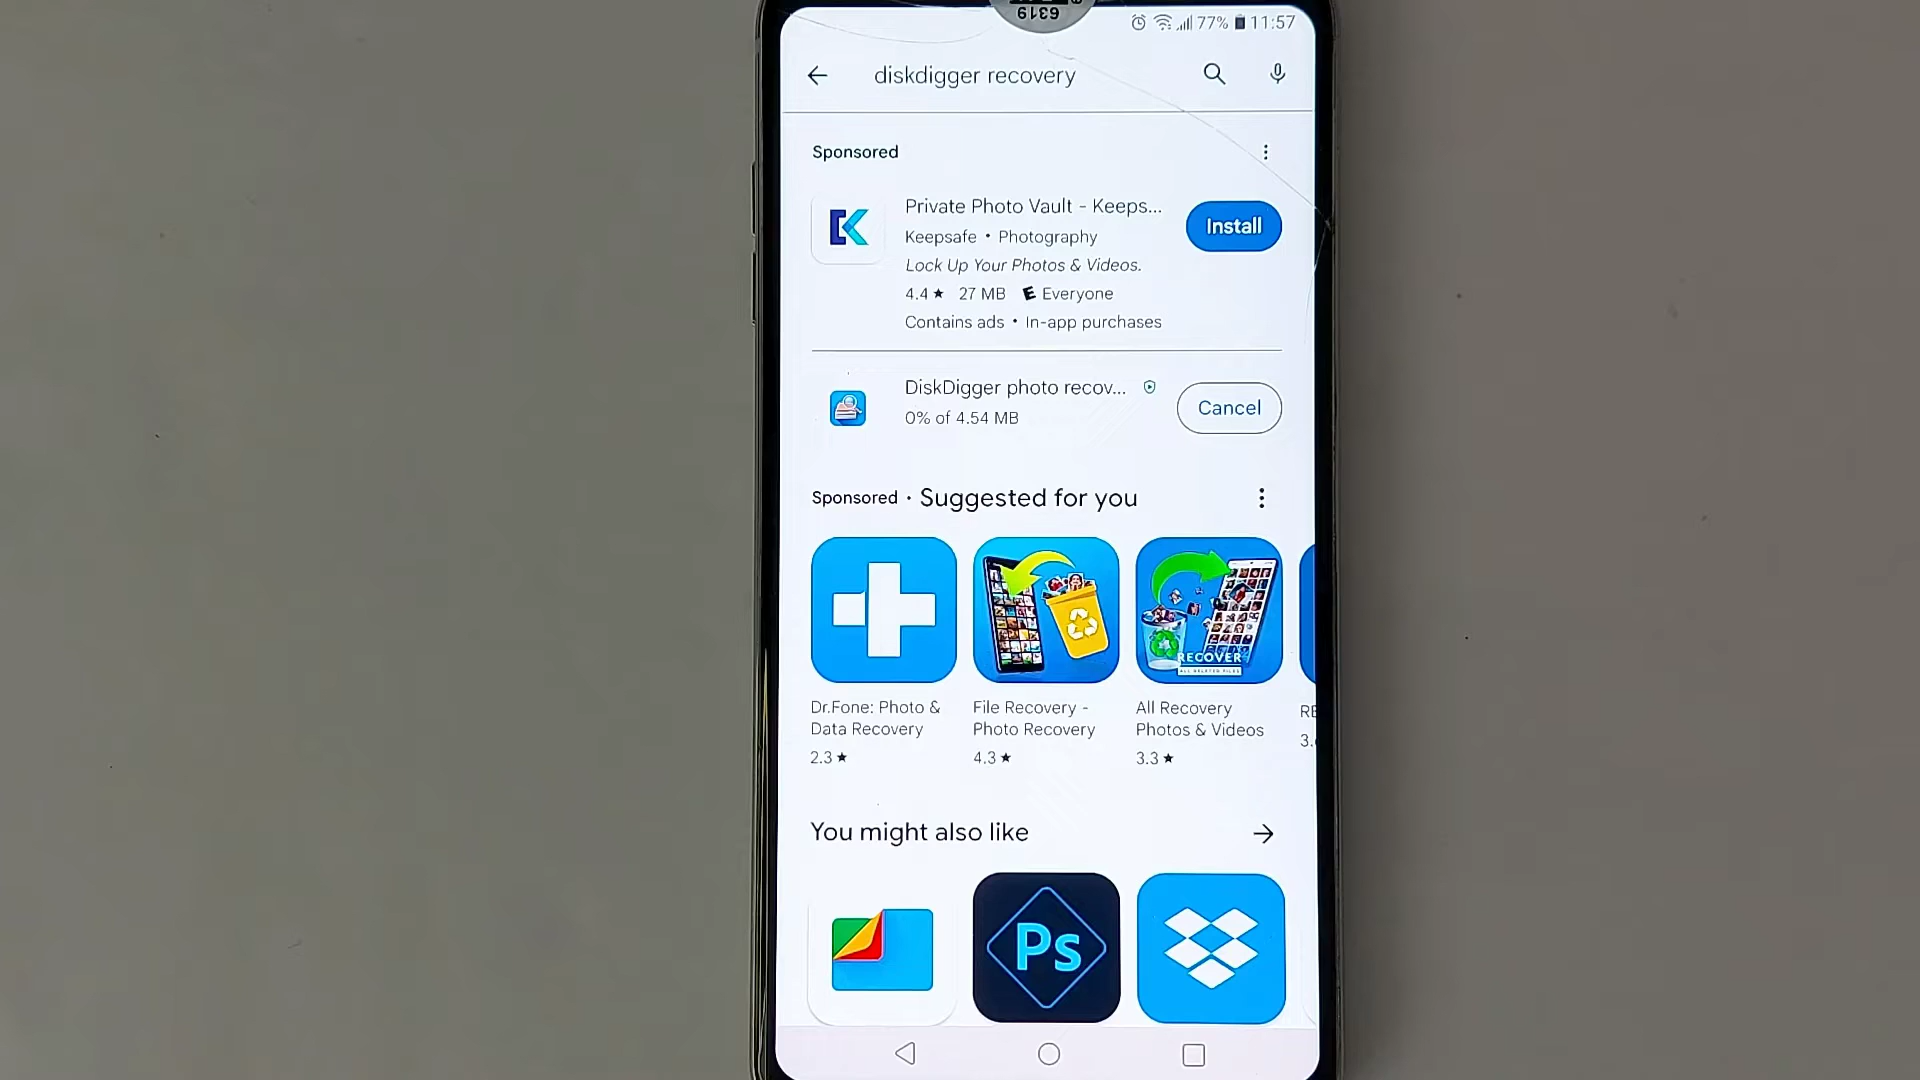 6319
77% 11:57
diskdigger recovery
Sponsored
Private Photo Vault - Keeps...
Install
Keepsafe • Photography
Lock Up Your Photos & Videos.
4.4 ★ 27 MB E Everyone
Contains ads • In-app purchases
DiskDigger photo recov...
0% of 4.54 MB
Cancel
Sponsored • Suggested for you
RECOVER
Dr.Fone: Photo &
Data Recovery
2.3 ★
File Recovery -
Photo Recovery
4.3 ★
All Recovery
Photos & Videos
3.3 ★
RE
3.
You might also like
Ps